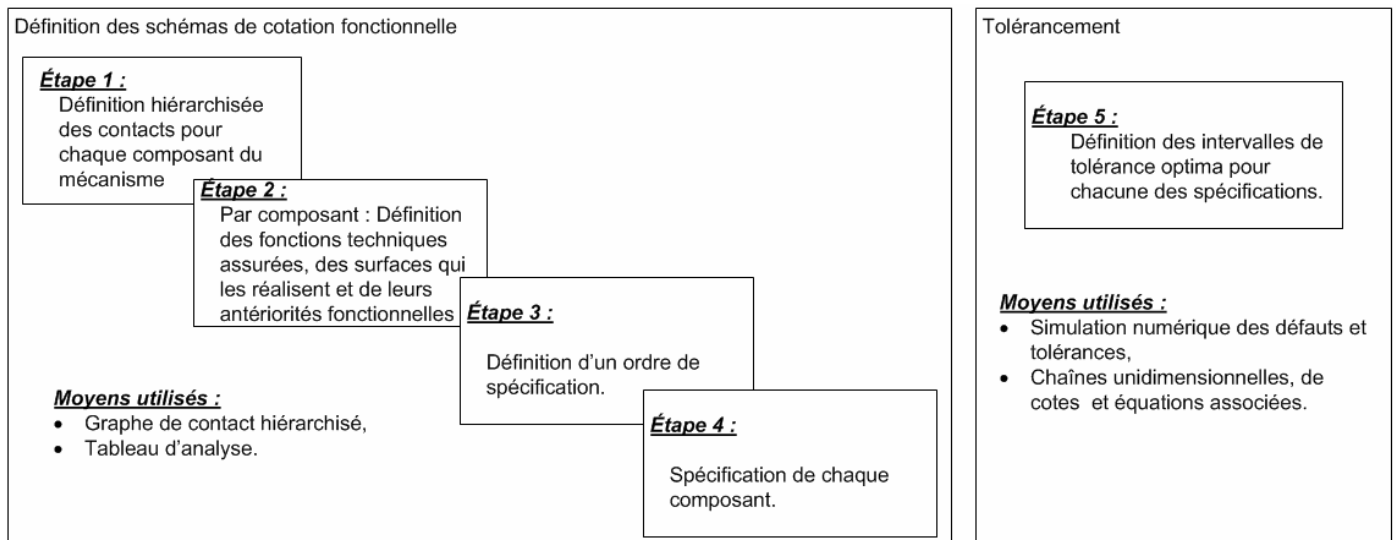 Définition des schémas de cotation fonctionnelle
Étape 1 :
Définition hiérarchisée
des contacts pour
chaque composant du
mécanisme
Étape 2 :
Par composant : Définition
des fonctions techniques
assurées, des surfaces qui
les réalisent et de leurs
antériorités fonctionnelles
Étape 3 :
Définition d'un ordre de
spécification.
Étape 4 :
Spécification de chaque
composant.
Moyens utilisés :
• Graphe de contact hiérarchisé,
• Tableau d'analyse.
Tolérancement
Étape 5 :
Définition des intervalles de
tolérance optima pour
chacune des spécifications.
Moyens utilisés :
• Simulation numérique des défauts et
tolérances,
• Chaînes unidimensionnelles, de
cotes et équations associées.